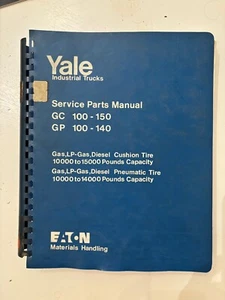 Yale
Industrial Trucks
Service Parts Manual
GC 100-150
GP 100-140
Gas,LP-Gas,Diesel Cushion Tire
10000 to 15000 Pounds Capacity
Gas,LP-Gas,Diesel Pneumatic Tire
10000 to 14000 Pounds Capacity
EATON
Materials Handling